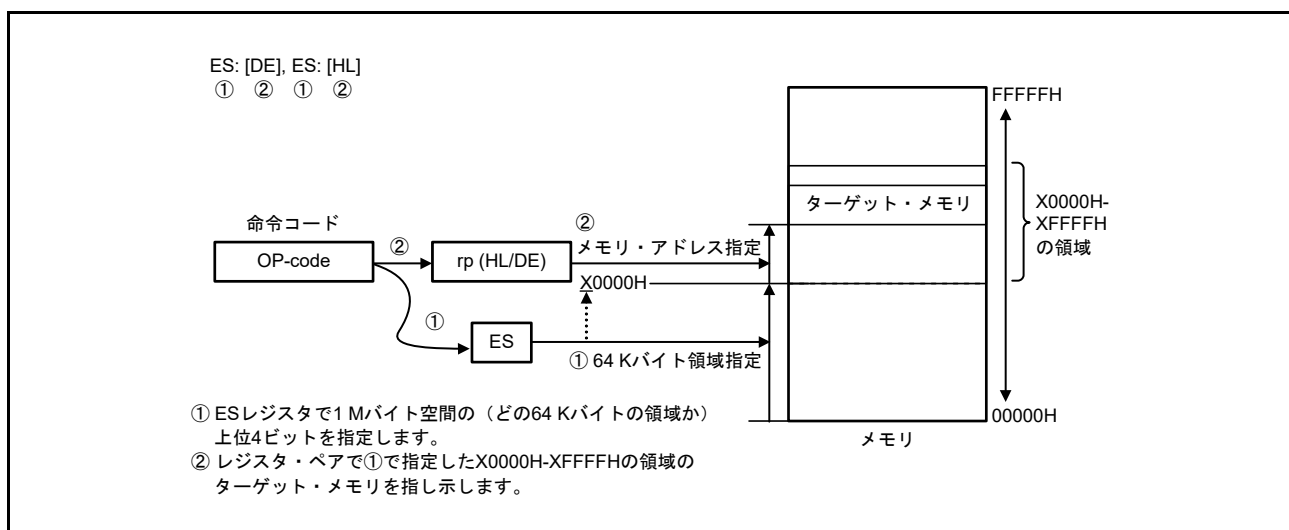 ES: [DE], ES: [HL]
① ② ① ②
FFFFFH
ターゲット・メモリ
X0000H-
XFFFFH
の領域
命令コード
OP-code
②
rp (HL/DE)
②
メモリ・アドレス指定
X0000H
①
ES
① 64 Kバイト領域指定
00000H
メモリ
① ESレジスタで1 Mバイト空間の（どの64 Kバイトの領域か）
上位4ビットを指定します。
② レジスタ・ペアで①で指定したX0000H-XFFFFHの領域の
ターゲット・メモリを指し示します。